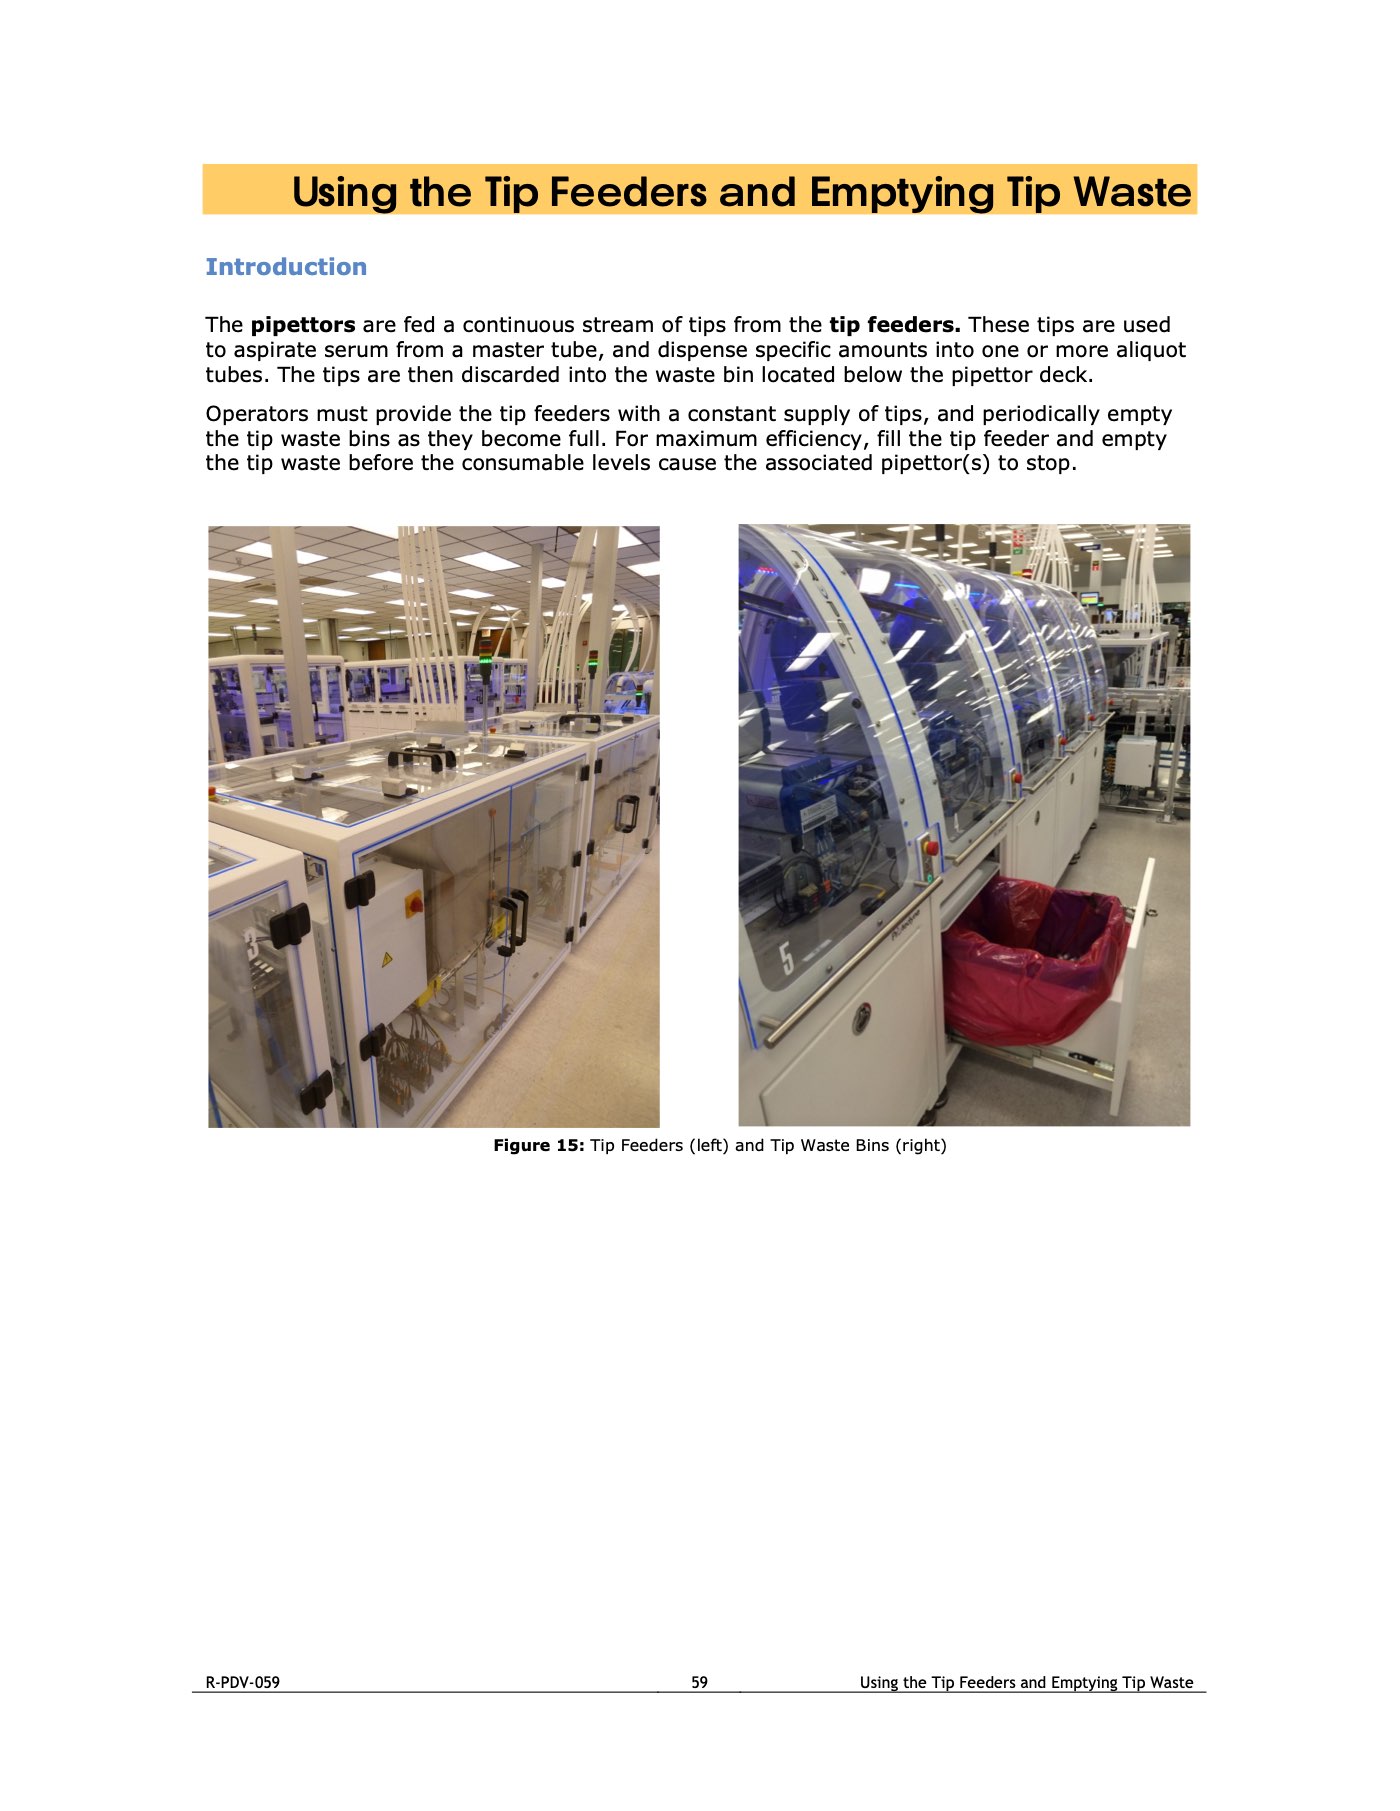 Using the Tip Feeders and Emptying Tip Waste
Introduction
The pipettors are fed a continuous stream of tips from the tip feeders. These tips are used
to aspirate serum from a master tube, and dispense specific amounts into one or more aliquot
tubes. The tips are then discarded into the waste bin located below the pipettor deck.
Operators must provide the tip feeders with a constant supply of tips, and periodically empty
the tip waste bins as they become full. For maximum efficiency, fill the tip feeder and empty
the tip waste before the consumable levels cause the associated pipettor(s) to stop.
3
5
Figure 15: Tip Feeders (left) and Tip Waste Bins (right)
R-PDV-059 59 Using the Tip Feeders and Emptying Tip Waste